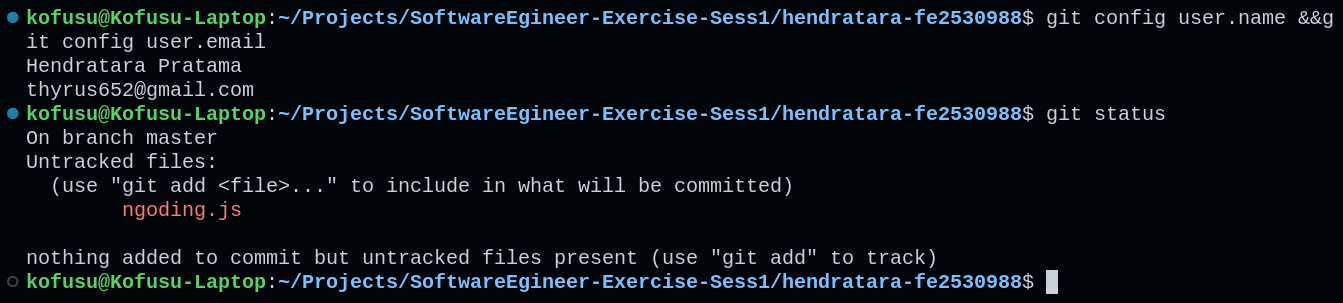 kofusu@Kofusu-Laptop:~/Projects/SoftwareEgineer-Exercise-Sess1/hendratara-fe2530988$ git config user.name &&g
it config user.email
Hendratara Pratama
thyrus652@gmail.com
kofusu@Kofusu-Laptop:~/Projects/SoftwareEgineer-Exercise-Sess1/hendratara-fe2530988$ git status
On branch master
Untracked files:
  (use "git add <file>..." to include in what will be committed)
        ngoding.js

nothing added to commit but untracked files present (use "git add" to track)
kofusu@Kofusu-Laptop:~/Projects/SoftwareEgineer-Exercise-Sess1/hendratara-fe2530988$